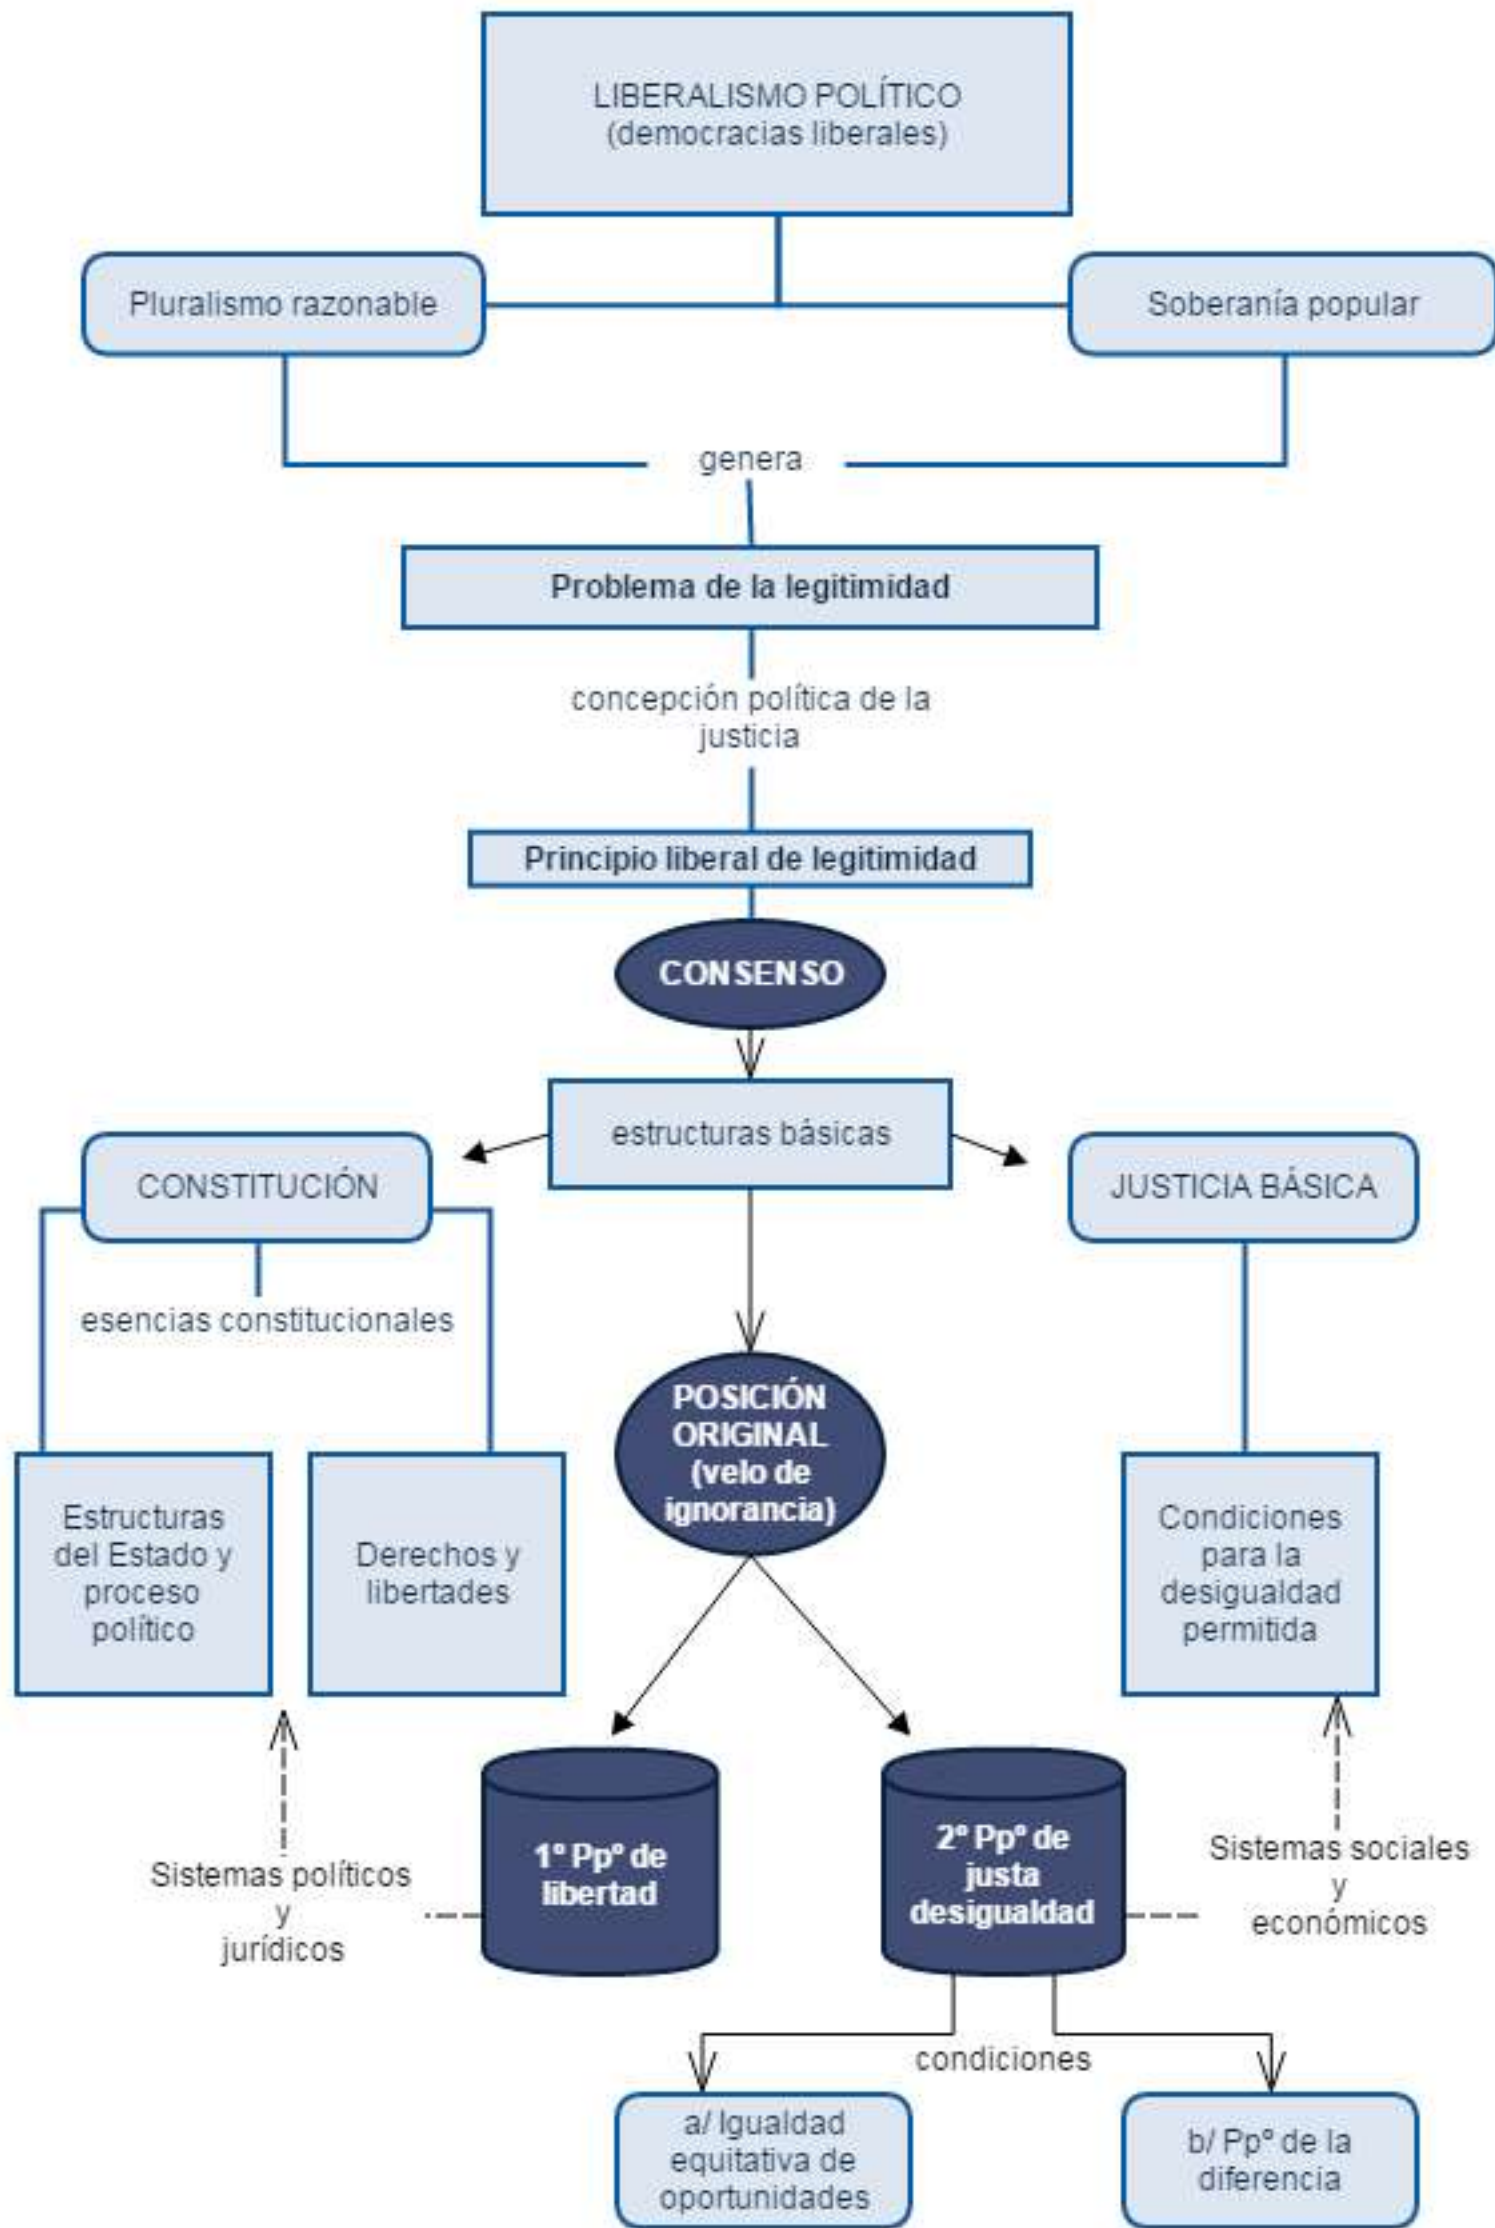 LIBERALISMO POLÍTICO
(democracias liberales)
Pluralismo razonable
Soberanía popular
genera
Problema de la legitimidad
concepción política de la
justicia
Principio liberal de legitimidad
CONSENSO
estructuras básicas
CONSTITUCIÓN
JUSTICIA BÁSICA
esencias constitucionales
POSICIÓN
ORIGINAL
(velo de
ignorancia)
Estructuras
del Estado y
proceso
político
Derechos y
libertades
Condiciones
para la
desigualdad
permitida
1º Ppº de
libertad
2º Ppº de
justa
desigualdad
Sistemas políticos
y
jurídicos
Sistemas sociales
y
económicos
condiciones
a/ Igualdad
equitativa de
oportunidades
b/ Ppº de la
diferencia